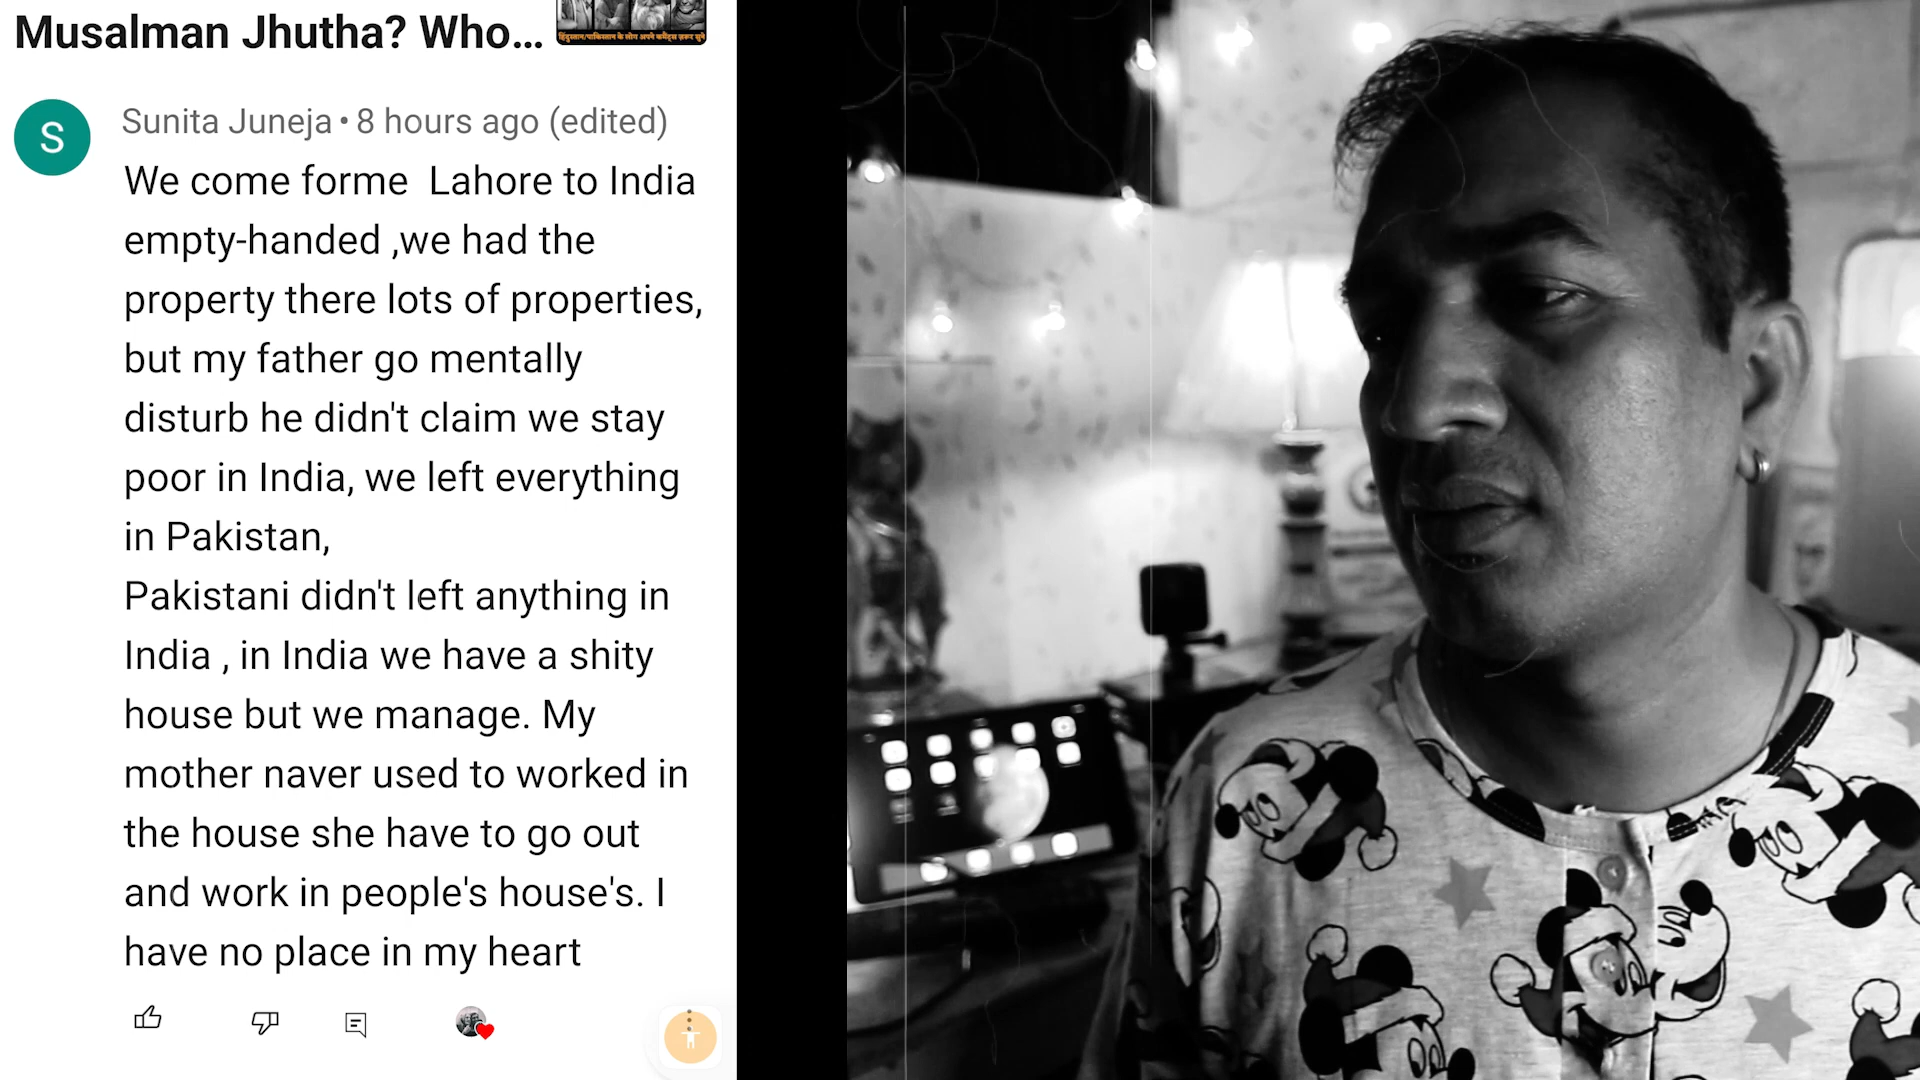 Musalman Jhutha? Who...
हिंदुस्तान/पाकिस्तान के लोग अपने कमेंट्स ज़रूर सुने
S
Sunita Juneja • 8 hours ago (edited)
We come forme Lahore to India
empty-handed ,we had the
property there lots of properties,
but my father go mentally
disturb he didn't claim we stay
poor in India, we left everything
in Pakistan,
Pakistani didn't left anything in
India , in India we have a shity
house but we manage. My
mother naver used to worked in
the house she have to go out
and work in people's house's. I
have no place in my heart